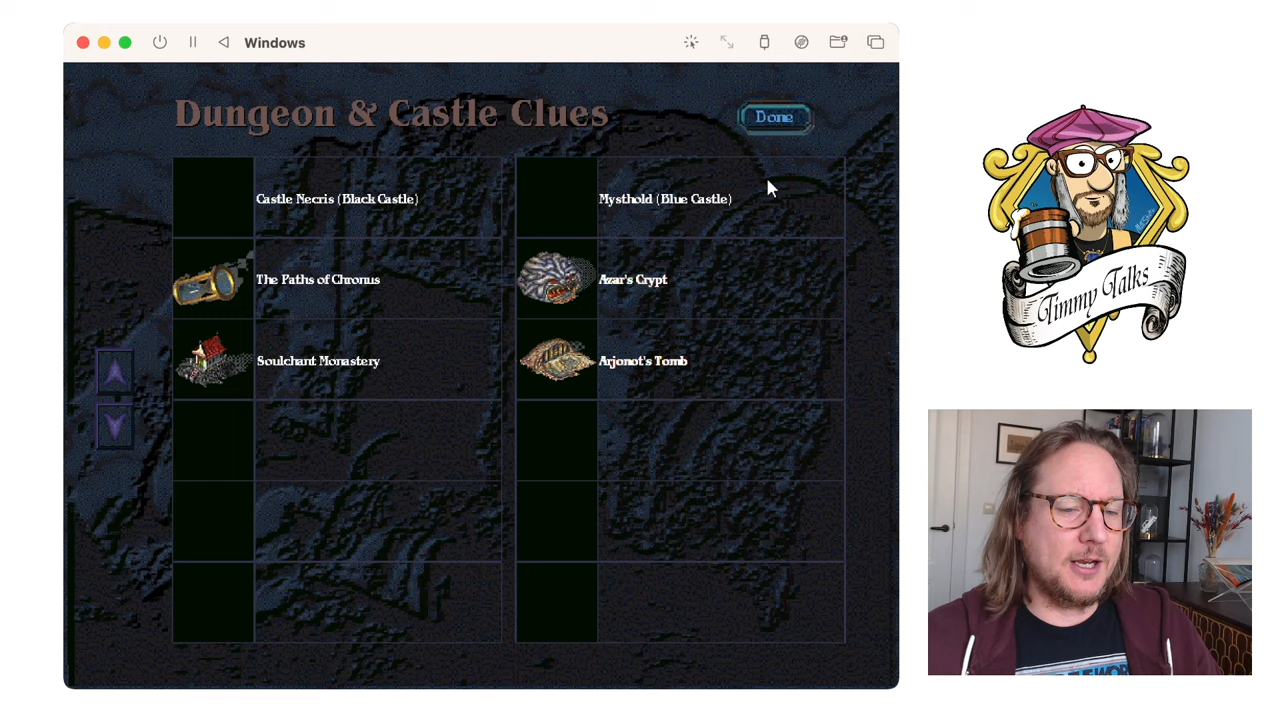 Windows
Dungeon & Castle Clues
Done
Castle Necris (Black Castle)
Mysthold (Blue Castle)
The Paths of Chronus
Azar's Crypt
Soulchant Monastery
Arjonot's Tomb
Timmy Talks